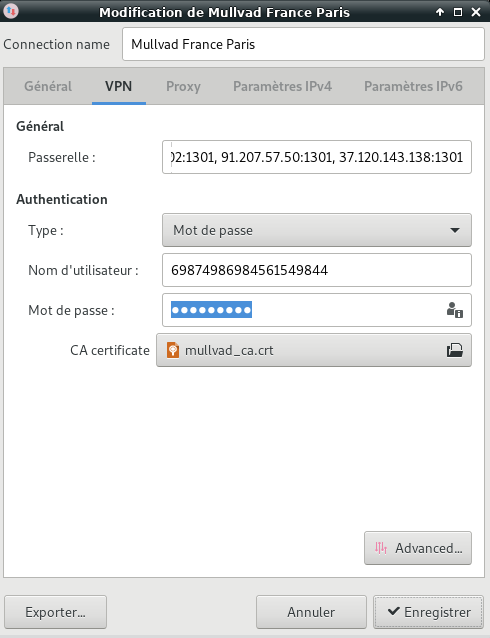 Modification de Mullvad France Paris
Connection name Mullvad France Paris
Général VPN Proxy Paramètres IPv4 Paramètres IPv6
Général
Passerelle : 02:1301, 91.207.57.50:1301, 37.120.143.138:1301
Authentication
Type : Mot de passe
Nom d'utilisateur : 69874986984561549844
Mot de passe : ●●●●●●●●●
CA certificate mullvad_ca.crt
Advanced...
Exporter... Annuler Enregistrer